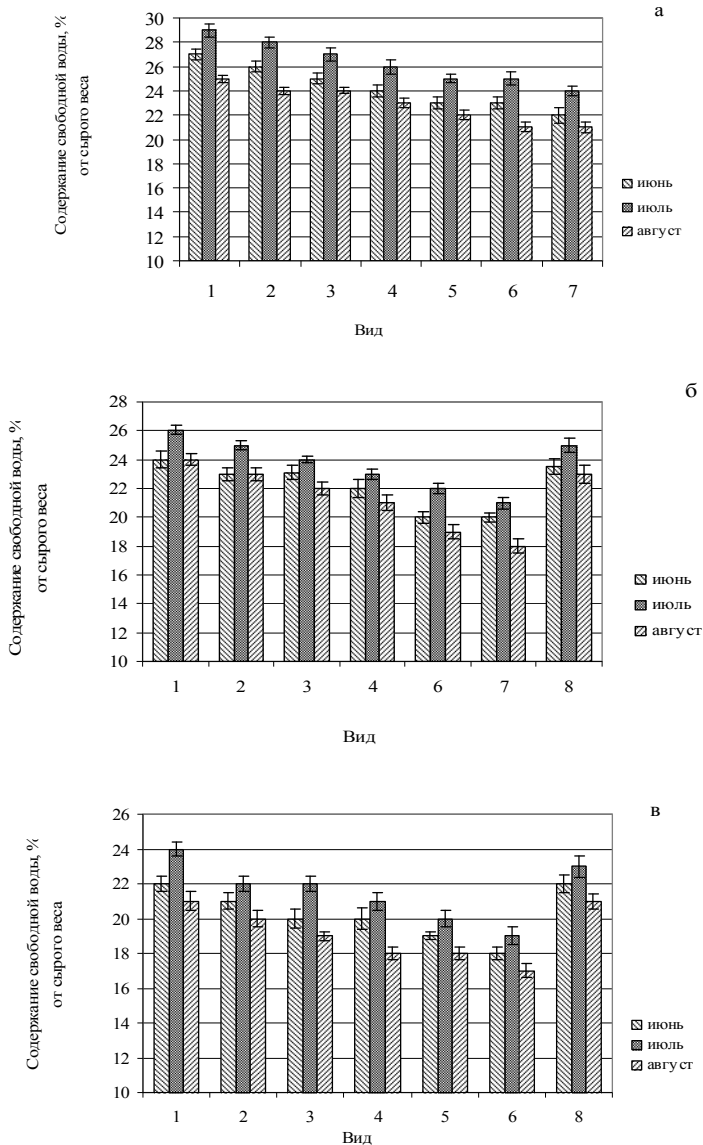 а
Содержание свободной воды, %
от сырого веса
30
28
26
24
22
20
18
16
14
12
10
1 2 3 4 5 6 7
Вид
июнь
июль
август
б
Содержание свободной воды, %
от сырого веса
28
26
24
22
20
18
16
14
12
10
1 2 3 4 6 7 8
Вид
июнь
июль
август
в
Содержание свободной воды, %
от сырого веса
26
24
22
20
18
16
14
12
10
1 2 3 4 5 6 8
Вид
июнь
июль
август